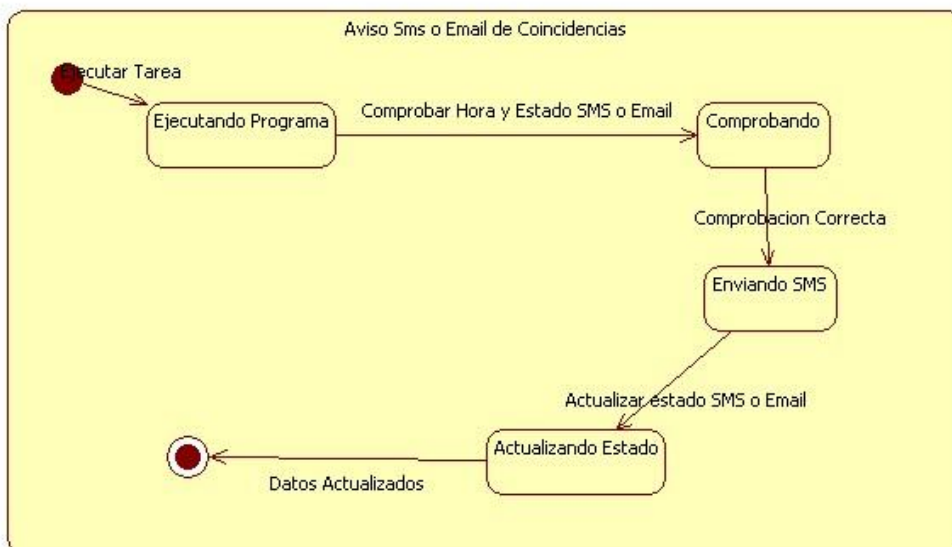 Aviso Sms o Email de Coincidencias
Ejecutar Tarea
Ejecutando Programa
Comprobar Hora y Estado SMS o Email
Comprobando
Comprobacion Correcta
Enviando SMS
Actualizar estado SMS o Email
Actualizando Estado
Datos Actualizados